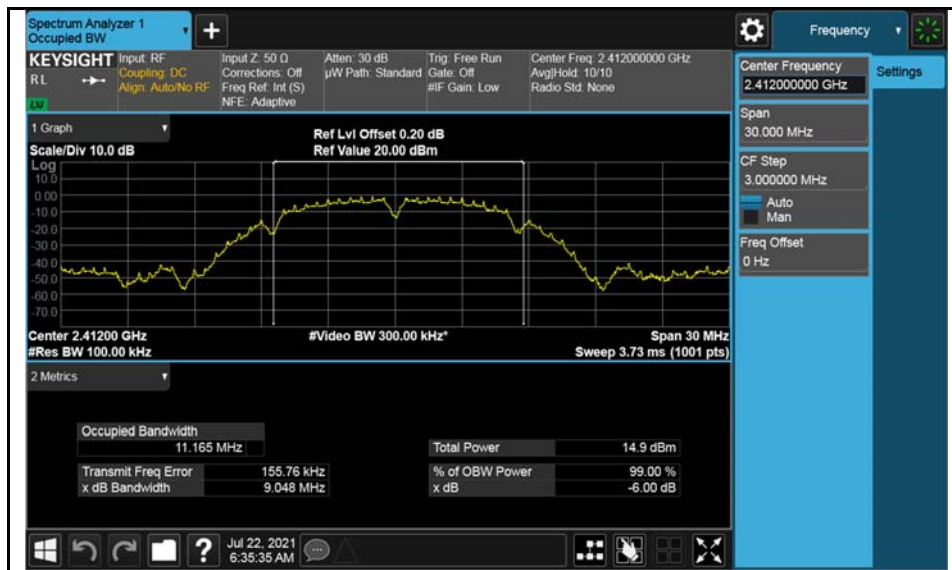 Spectrum Analyzer 1
Occupied BW
+
Frequency
KEYSIGHT
RL
LXI
Input: RF
Coupling: DC
Align: Auto/No RF
Input Z: 50 Ω
Corrections: Off
Freq Ref: Int (S)
NFE: Adaptive
Atten: 30 dB
µW Path: Standard
Trig: Free Run
Gate: Off
#IF Gain: Low
Center Freq: 2.412000000 GHz
Avg|Hold: 10/10
Radio Std: None
Center Frequency
2.412000000 GHz
Settings
Span
30.000 MHz
CF Step
3.000000 MHz
Auto
Man
Freq Offset
0 Hz
1 Graph
Scale/Div 10.0 dB
Ref Lvl Offset 0.20 dB
Ref Value 20.00 dBm
Log
10.0
0.00
-10.0
-20.0
-30.0
-40.0
-50.0
-60.0
-70.0
Center 2.41200 GHz
#Video BW 300.00 kHz*
Span 30 MHz
#Res BW 100.00 kHz
Sweep 3.73 ms (1001 pts)
2 Metrics
Occupied Bandwidth
11.165 MHz
Total Power 14.9 dBm
Transmit Freq Error 155.76 kHz
% of OBW Power 99.00 %
x dB Bandwidth 9.048 MHz
x dB -6.00 dB
?
Jul 22, 2021
6:35:35 AM